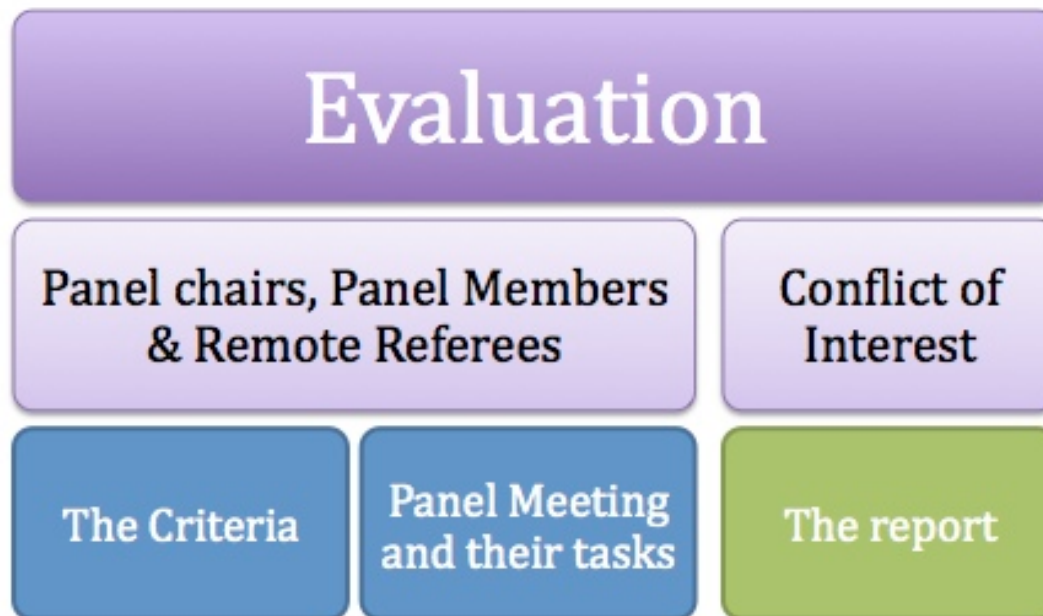 Evaluation
Panel chairs, Panel Members
& Remote Referees
Conflict of
Interest
The Criteria
Panel Meeting
and their tasks
The report